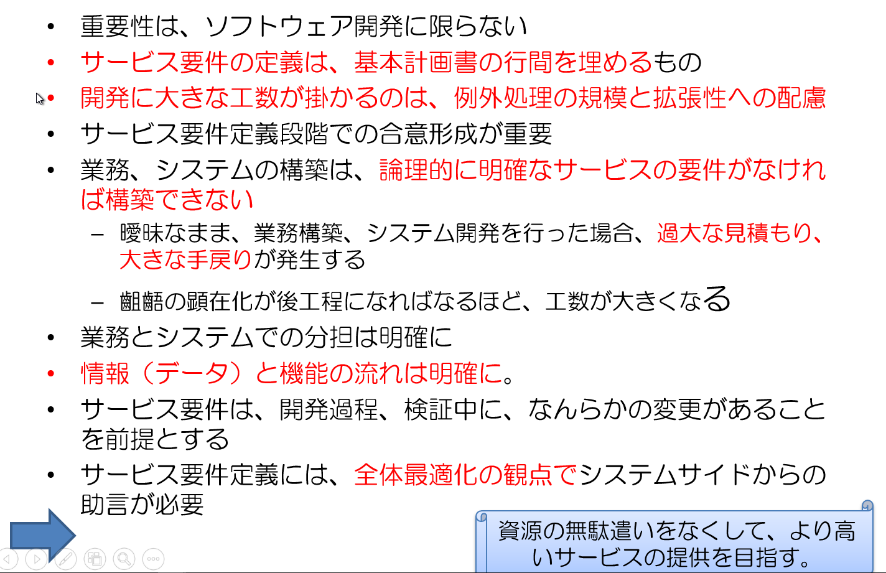 • 重要性は、ソフトウェア開発に限らない
• サービス要件の定義は、基本計画書の行間を埋めるもの
• 開発に大きな工数が掛かるのは、例外処理の規模と拡張性への配慮
• サービス要件定義段階での合意形成が重要
• 業務、システムの構築は、論理的に明確なサービスの要件がなけれ
ば構築できない
– 曖昧なまま、業務構築、システム開発を行った場合、過大な見積もり、
大きな手戻りが発生する
– 齟齬の顕在化が後工程になればなるほど、工数が大きくなる
• 業務とシステムでの分担は明確に
• 情報（データ）と機能の流れは明確に。
• サービス要件は、開発過程、検証中に、なんらかの変更があること
を前提とする
• サービス要件定義には、全体最適化の観点でシステムサイドからの
助言が必要
資源の無駄遣いをなくして、より高
いサービスの提供を目指す。